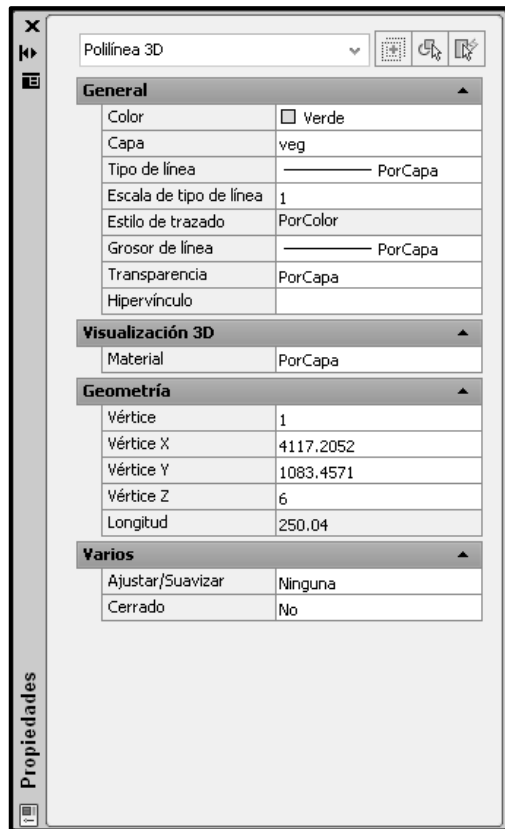 Polilínea 3D
General
Color Verde
Capa veg
Tipo de línea PorCapa
Escala de tipo de línea 1
Estilo de trazado PorColor
Grosor de línea PorCapa
Transparencia PorCapa
Hipervínculo
Visualización 3D
Material PorCapa
Geometría
Vértice 1
Vértice X 4117.2052
Vértice Y 1083.4571
Vértice Z 6
Longitud 250.04
Varios
Ajustar/Suavizar Ninguna
Cerrado No
Propiedades